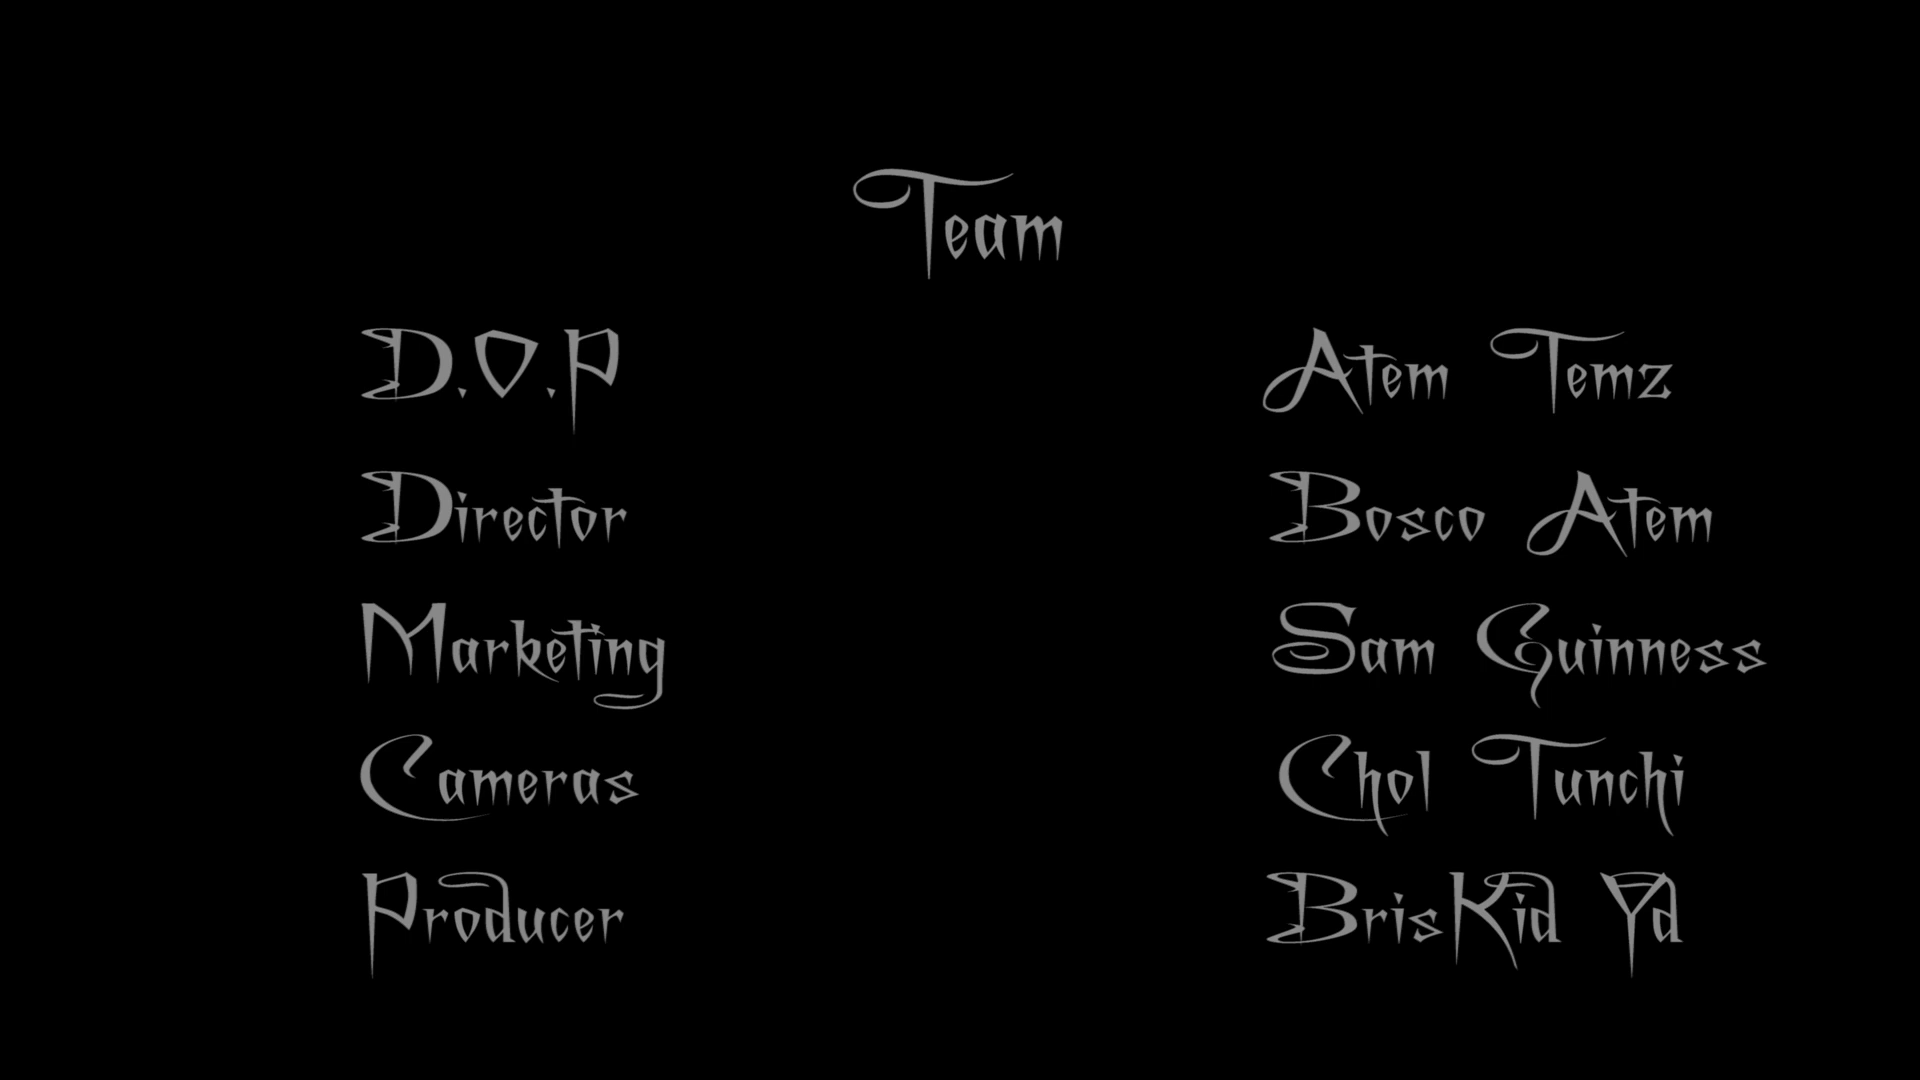 Team
D.O.P Atem Temz
Director Bosco Atem
Marketing Sam Guinness
Cameras Chol Tunchi
Producer BrisKid Yd